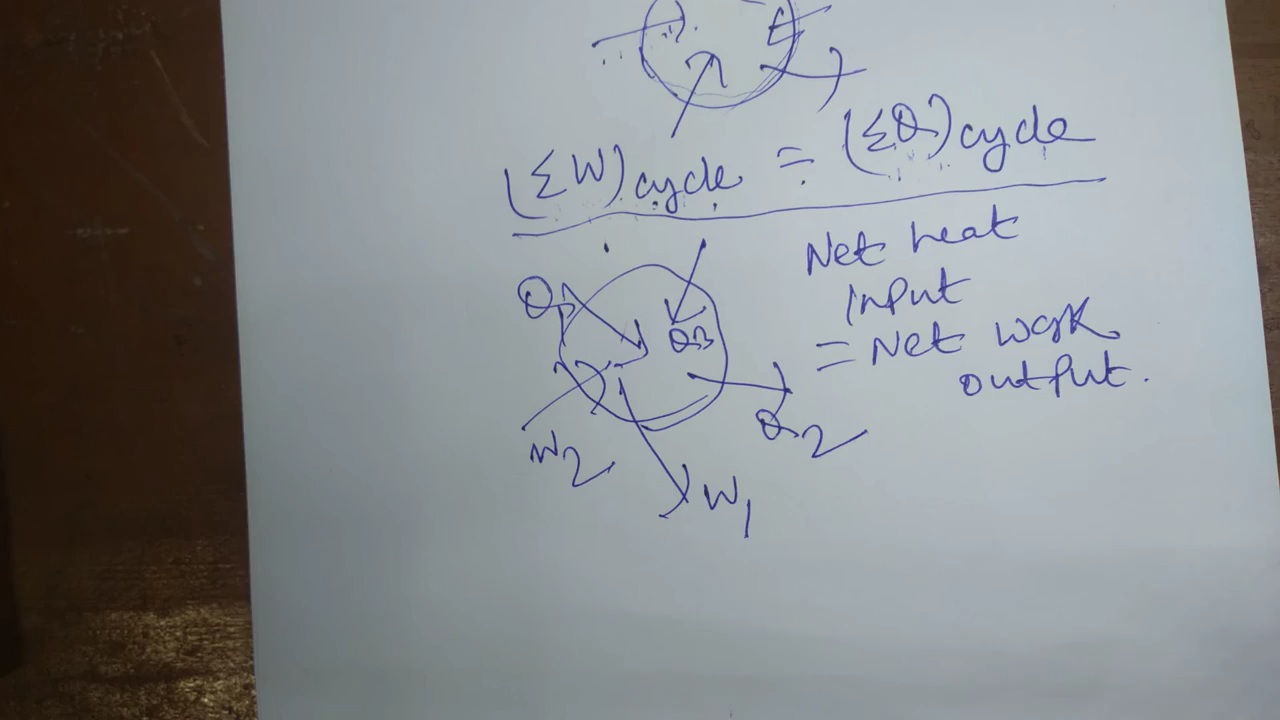 (ΣW)cycle = (ΣQ)cycle
Net heat
input
= Net work
output.
Q1
Q3
Q2
W2
W1